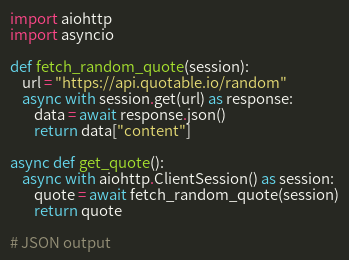 import aiohttp
import asyncio

def fetch_random_quote(session):
    url = "https://api.quotable.io/random"
    async with session.get(url) as response:
        data = await response.json()
        return data["content"]

async def get_quote():
    async with aiohttp.ClientSession() as session:
        quote = await fetch_random_quote(session)
        return quote

# JSON output